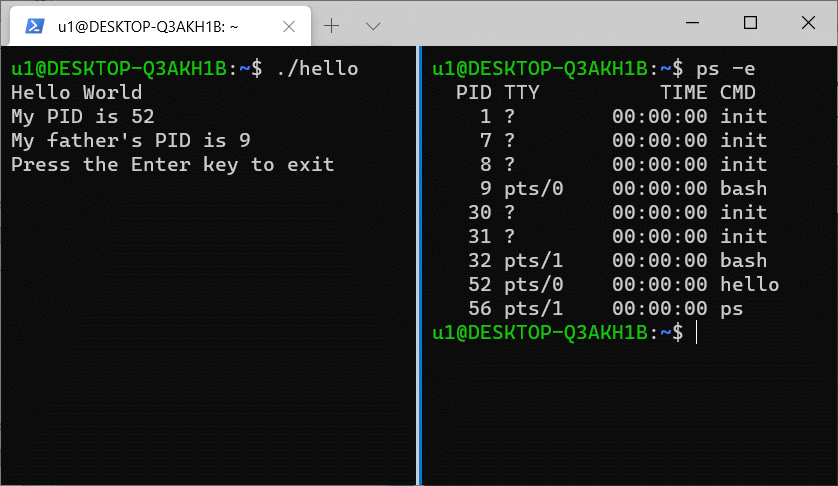 u1@DESKTOP-Q3AKH1B: ~
u1@DESKTOP-Q3AKH1B:~$ ./hello
Hello World
My PID is 52
My father's PID is 9
Press the Enter key to exit
u1@DESKTOP-Q3AKH1B:~$ ps -e
  PID TTY          TIME CMD
    1 ?        00:00:00 init
    7 ?        00:00:00 init
    8 ?        00:00:00 init
    9 pts/0    00:00:00 bash
   30 ?        00:00:00 init
   31 ?        00:00:00 init
   32 pts/1    00:00:00 bash
   52 pts/0    00:00:00 hello
   56 pts/1    00:00:00 ps
u1@DESKTOP-Q3AKH1B:~$